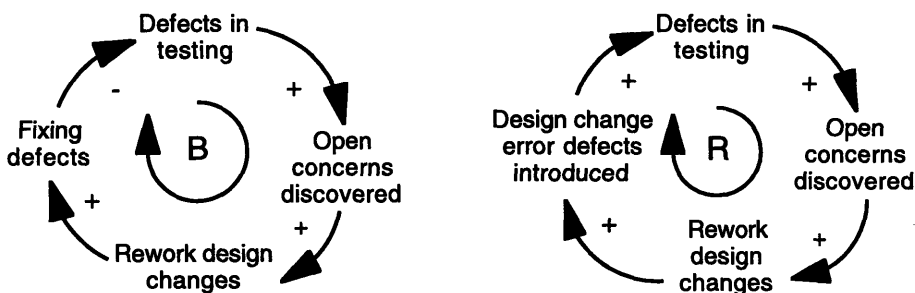 Defects in
testing
+
Open
concerns
discovered
+
Rework design
changes
+
Fixing
defects
-
B
Defects in
testing
+
Open
concerns
discovered
+
Rework
design
changes
+
Design change
error defects
introduced
+
R